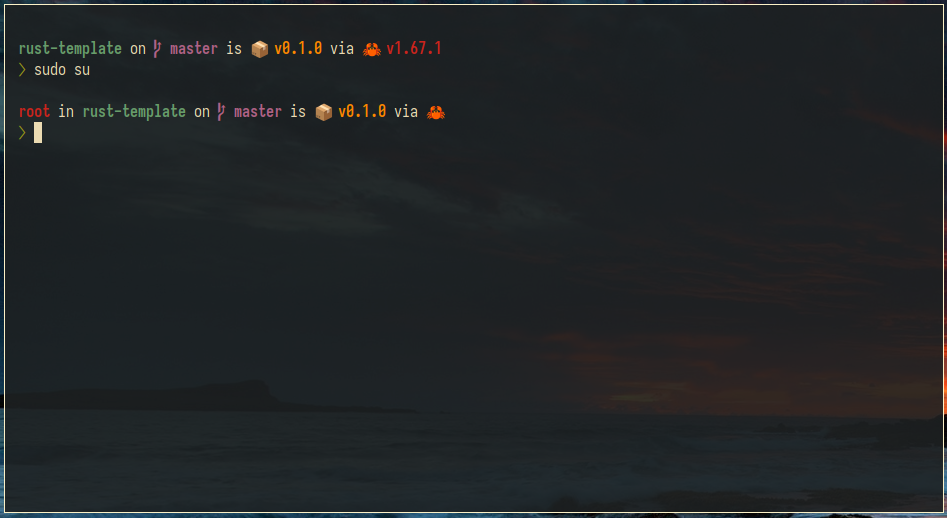 rust-template on master is 📦 v0.1.0 via 🦀 v1.67.1
❯ sudo su
root in rust-template on master is 📦 v0.1.0 via 🦀
❯